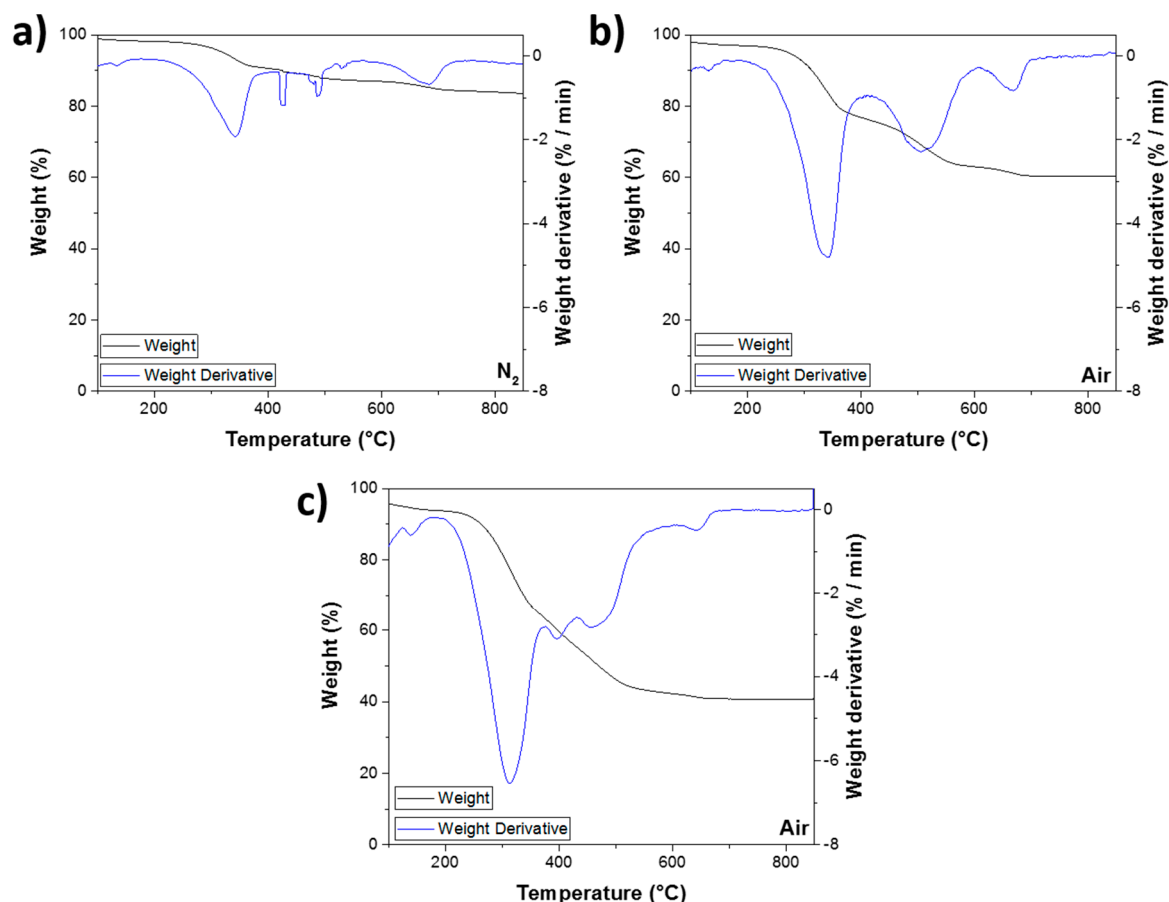 a)
100
80
60
40
20
0
Weight (%)
0
-2
-4
-6
-8
Weight derivative (% / min)
Weight
Weight Derivative
N₂
200
400
600
800
Temperature (°C)
b)
100
80
60
40
20
0
Weight (%)
0
-2
-4
-6
-8
Weight derivative (% / min)
Weight
Weight Derivative
Air
200
400
600
800
Temperature (°C)
c)
100
80
60
40
20
0
Weight (%)
0
-2
-4
-6
-8
Weight derivative (% / min)
Weight
Weight Derivative
Air
200
400
600
800
Temperature (°C)